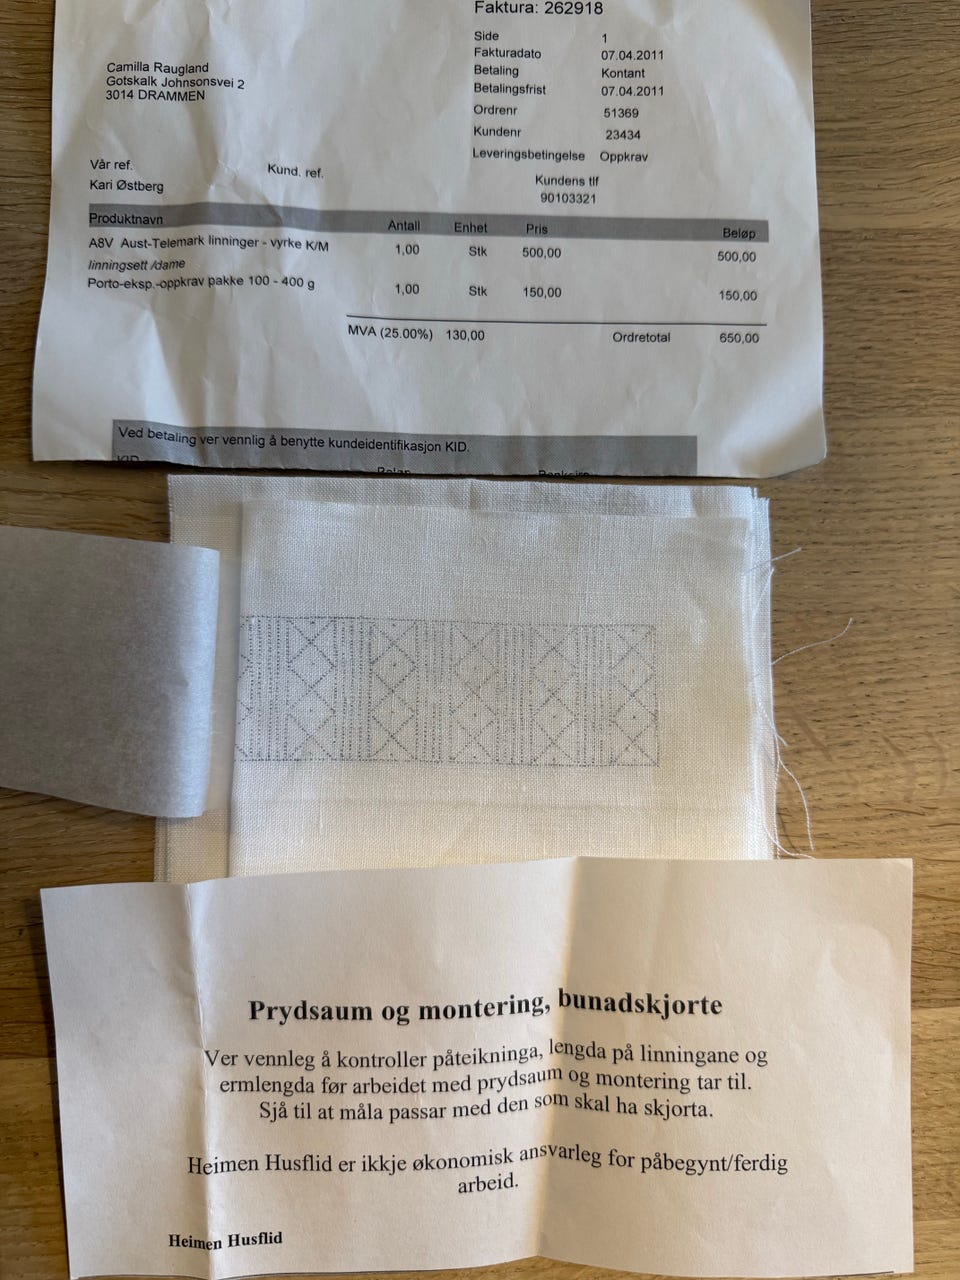 Faktura: 262918
Side 1
Fakturadato 07.04.2011
Betaling Kontant
Betalingsfrist 07.04.2011
Ordrenr 51369
Kundenr 23434
Leveringsbetingelse Oppkrav
Kundens tlf
90103321
Camilla Raugland
Gotskalk Johnsonsvei 2
3014 DRAMMEN
Vår ref. Kund. ref.
Kari Østberg
Produktnavn Antall Enhet Pris Beløp
A8V Aust-Telemark linninger - vyrke K/M 1,00 Stk 500,00 500,00
linningsett /dame
Porto-eksp.-oppkrav pakke 100 - 400 g 1,00 Stk 150,00 150,00
MVA (25.00%) 130,00 Ordretotal 650,00
Ved betaling ver vennlig å benytte kundeidentifikasjon KID.
KID Beløp
Prydsaum og montering, bunadskjorte
Ver vennleg å kontroller påteikninga, lengda på linningane og
ermlengda før arbeidet med prydsaum og montering tar til.
Sjå til at måla passar med den som skal ha skjorta.
Heimen Husflid er ikkje økonomisk ansvarleg for påbegynt/ferdig
arbeid.
Heimen Husflid